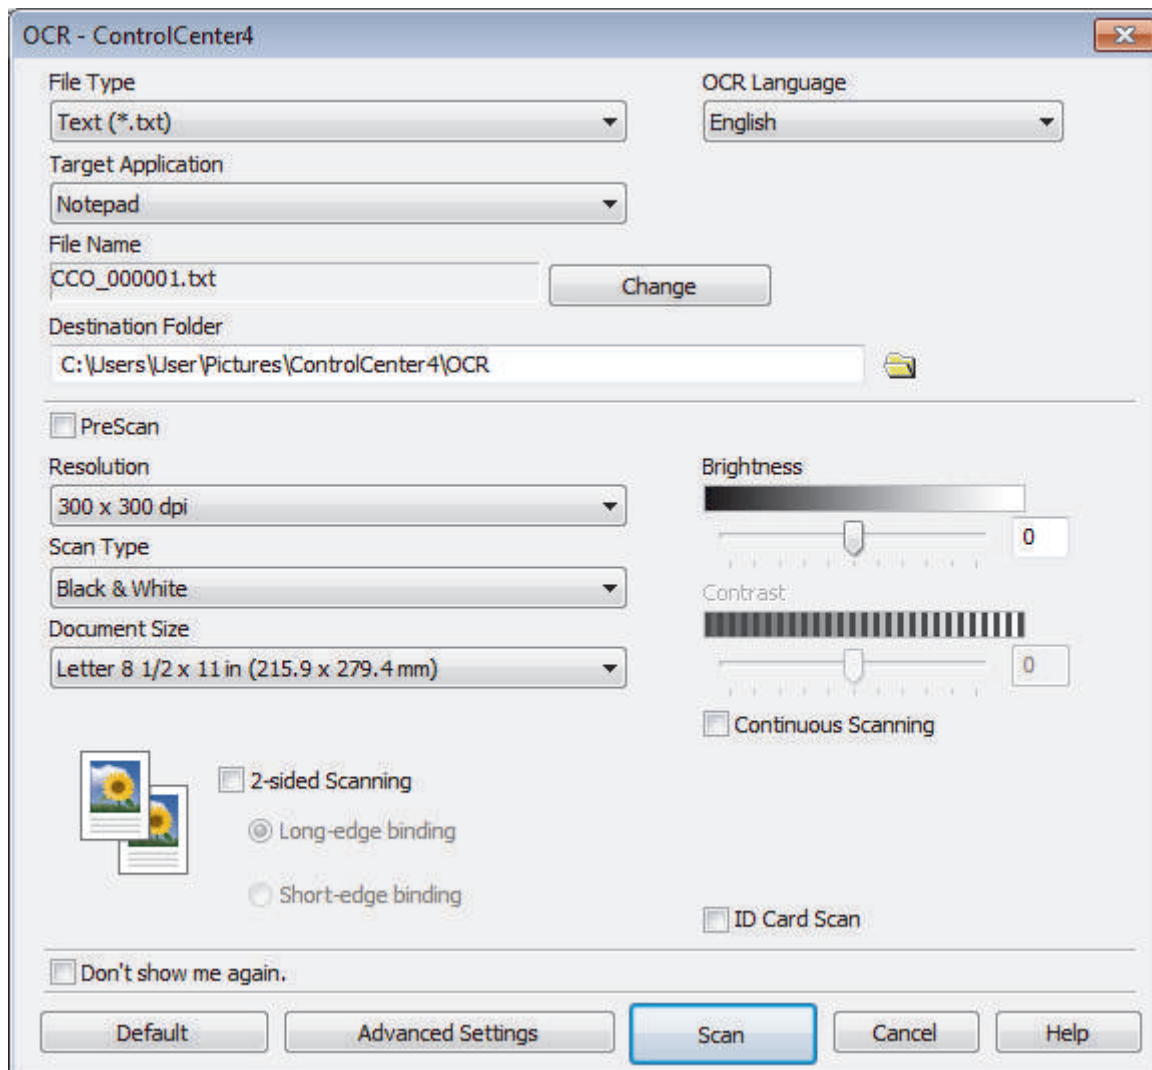 OCR - ControlCenter4
File Type
OCR Language
Text (*.txt)
English
Target Application
Notepad
File Name
CCO_000001.txt
Change
Destination Folder
C:\Users\User\Pictures\ControlCenter4\OCR
PreScan
Resolution
Brightness
300 x 300 dpi
0
Scan Type
Black & White
Contrast
Document Size
Letter 8 1/2 x 11 in (215.9 x 279.4 mm)
0
Continuous Scanning
2-sided Scanning
Long-edge binding
Short-edge binding
ID Card Scan
Don't show me again.
Default Advanced Settings Scan Cancel Help